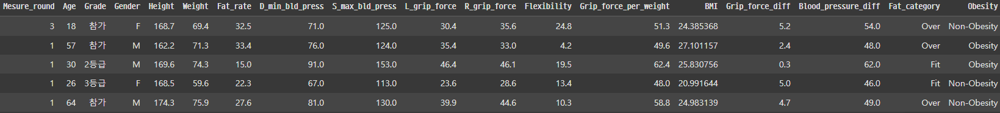 Mesure_round Age Grade Gender Height Weight Fat_rate D_min_bld_press S_max_bld_press L_grip_force R_grip_force Flexibility Grip_force_per_weight BMI Grip_force_diff Blood_pressure_diff Fat_category Obesity
3 18 참가 F 168.7 69.4 32.5 71.0 125.0 30.4 35.6 24.8 51.3 24.385368 5.2 54.0 Over Non-Obesity
1 57 참가 M 162.2 71.3 33.4 76.0 124.0 35.4 33.0 4.2 49.6 27.101157 2.4 48.0 Over Obesity
1 30 2등급 M 169.6 74.3 15.0 91.0 153.0 46.4 46.1 19.5 62.4 25.830756 0.3 62.0 Fit Obesity
1 26 3등급 F 168.5 59.6 22.3 67.0 113.0 23.6 28.6 13.4 48.0 20.991644 5.0 46.0 Fit Non-Obesity
1 64 참가 M 174.3 75.9 27.6 81.0 130.0 39.9 44.6 10.3 58.8 24.983139 4.7 49.0 Over Non-Obesity